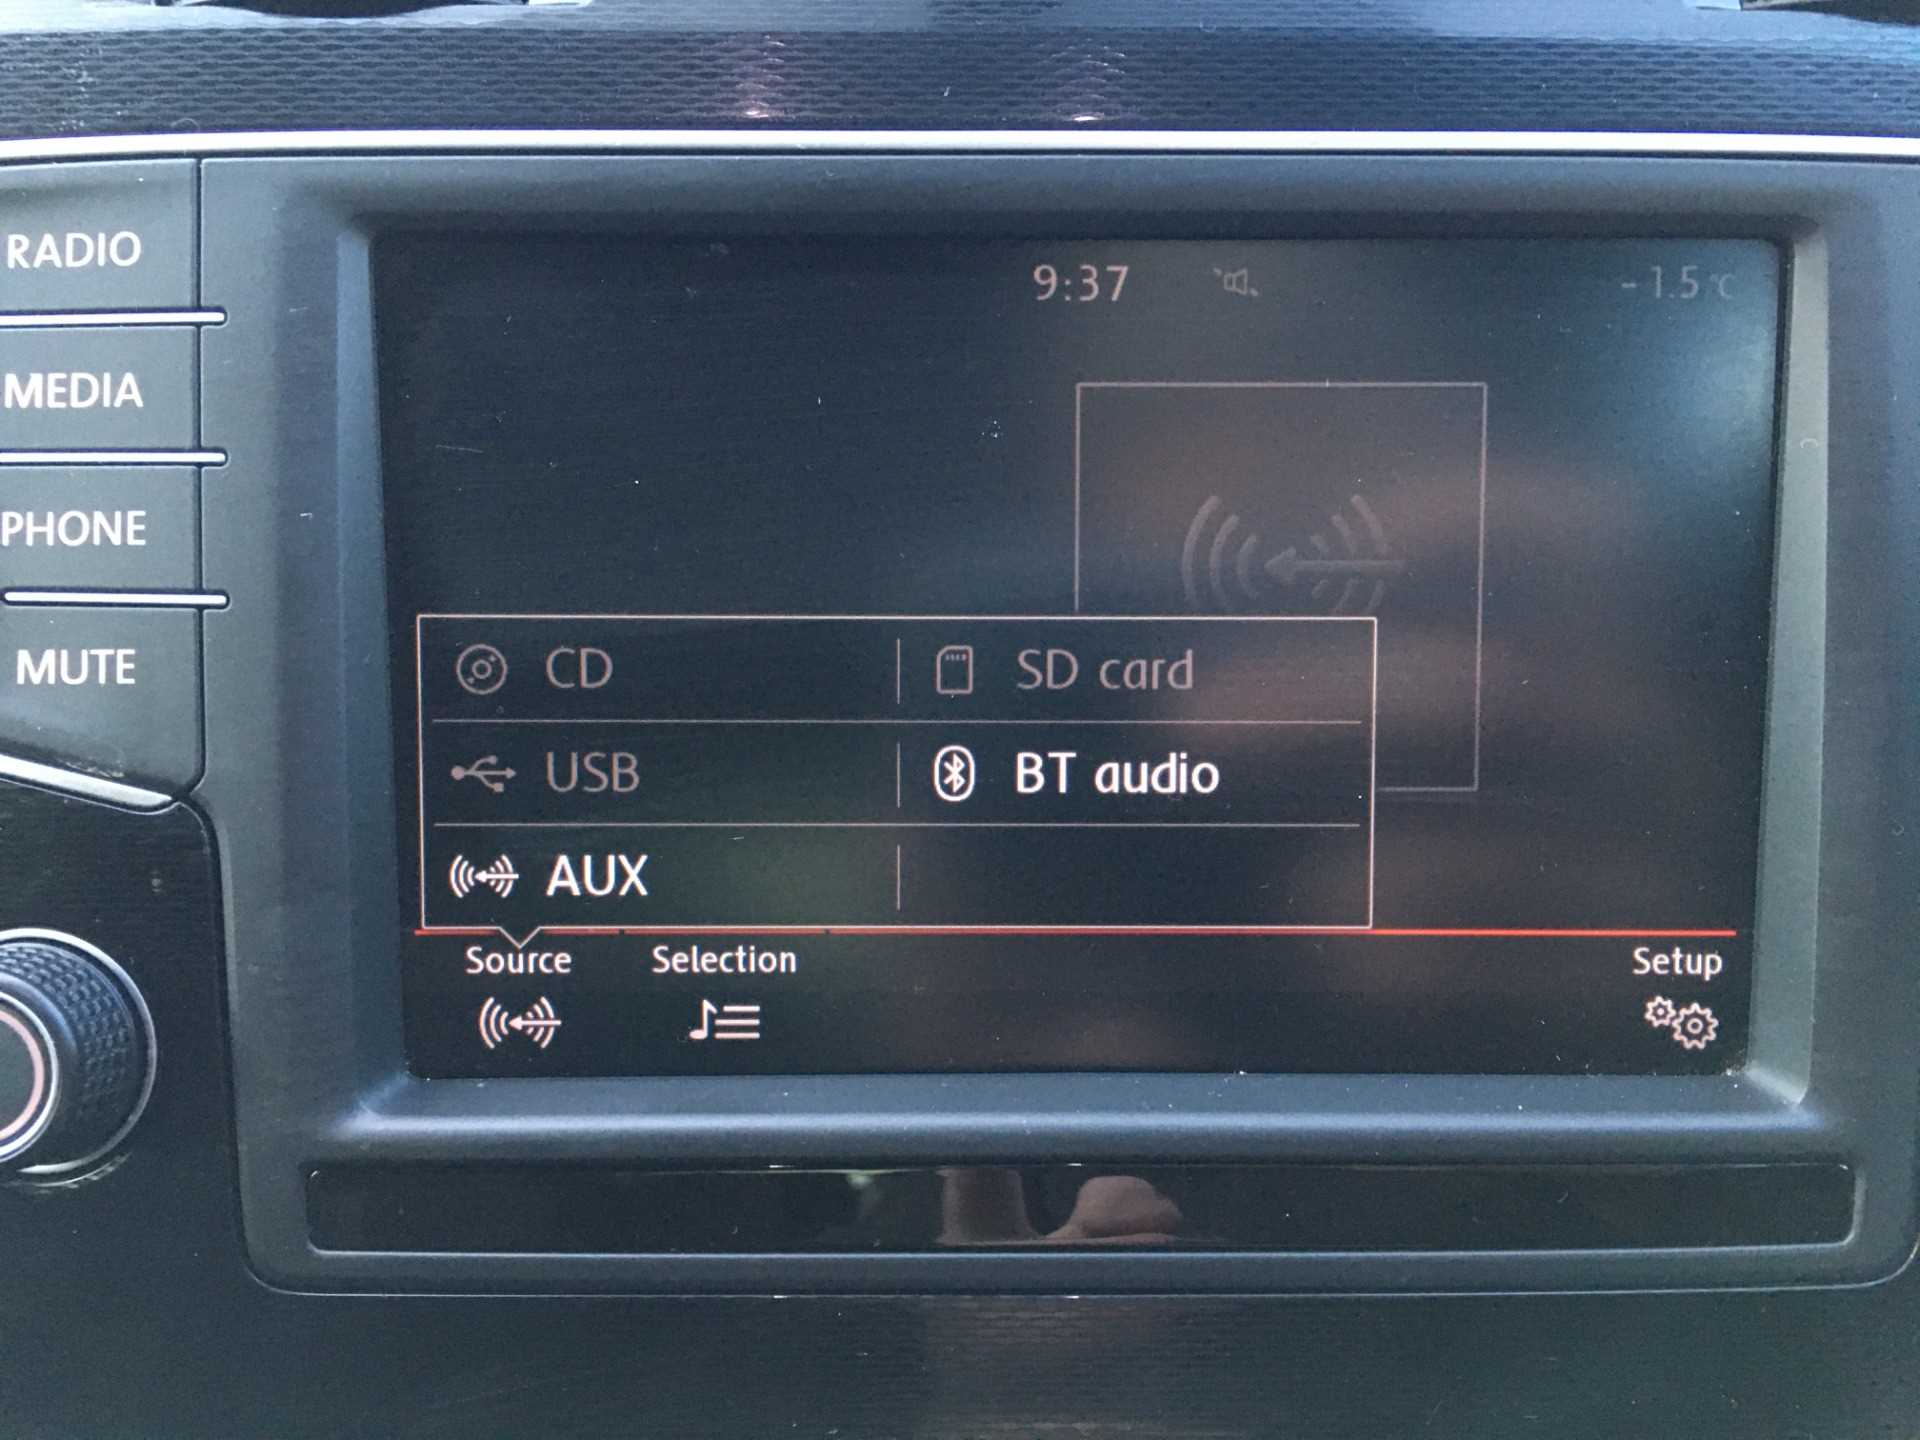 RADIO
MEDIA
PHONE
MUTE
9:37
-1.5 °C
CD
SD card
USB
BT audio
AUX
Source
Selection
Setup